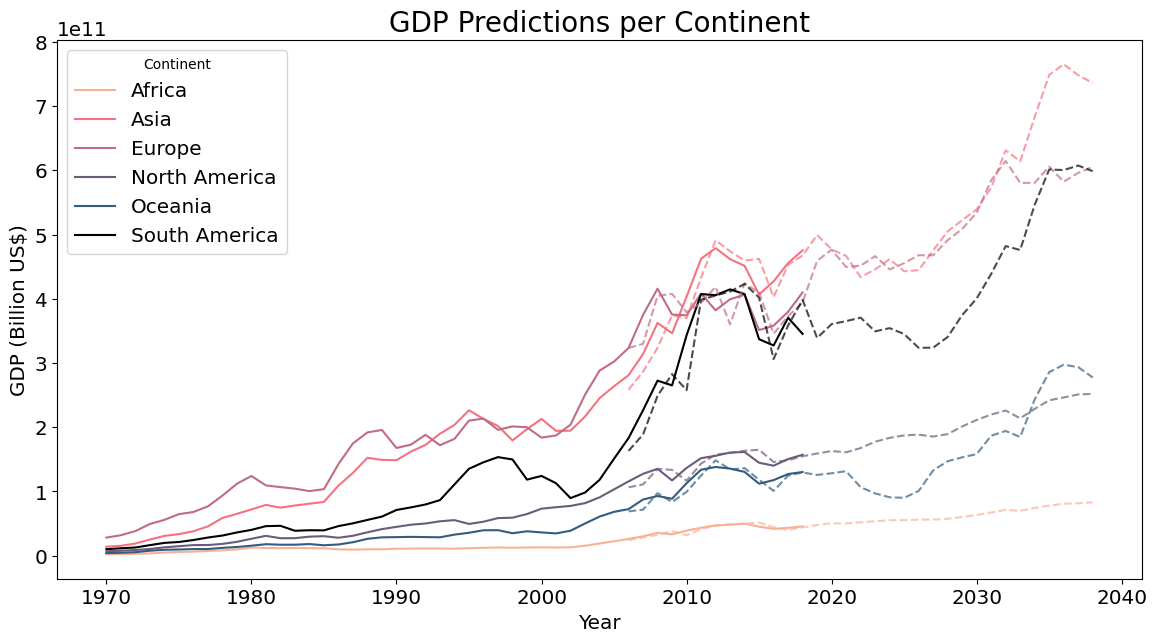 GDP Predictions per Continent
1e11
8
7
6
5
4
3
2
1
0
GDP (Billion US$)
Continent
Africa
Asia
Europe
North America
Oceania
South America
1970 1980 1990 2000 2010 2020 2030 2040
Year